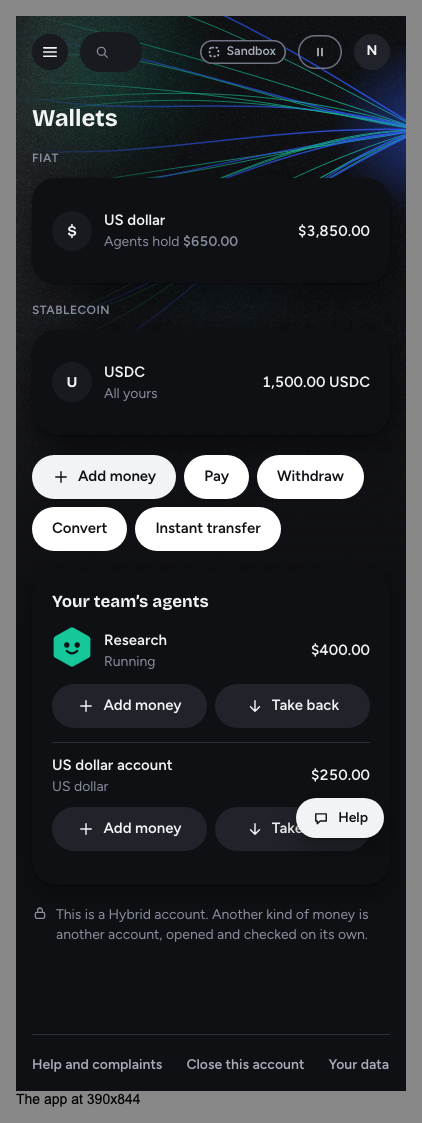 Sandbox
N
Wallets
FIAT
$
US dollar
Agents hold $650.00
$3,850.00
STABLECOIN
U
USDC
All yours
1,500.00 USDC
Add money
Pay
Withdraw
Convert
Instant transfer
Your team's agents
Research
Running
$400.00
Add money
Take back
US dollar account
US dollar
$250.00
Add money
Help
This is a Hybrid account. Another kind of money is
another account, opened and checked on its own.
Help and complaints
Close this account
Your data
The app at 390x844